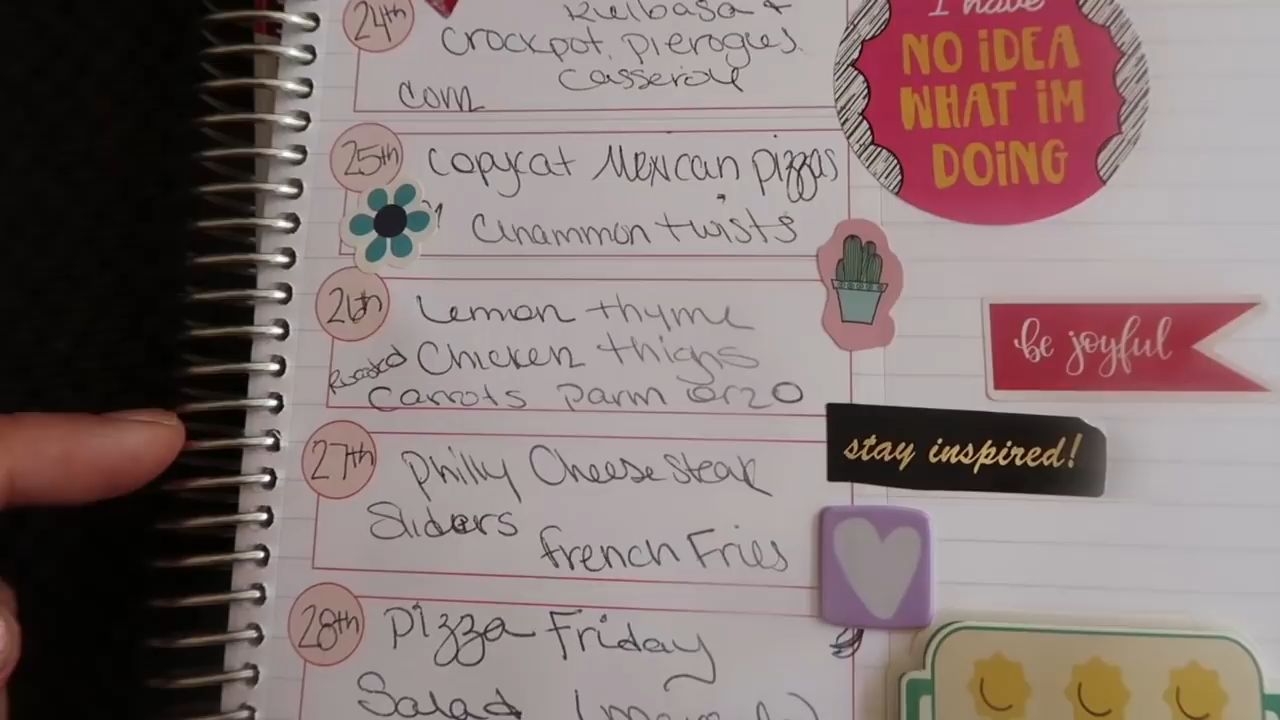 24th
Kielbasa +
Crockpot pierogies
Casserole
Corn
25th
Copycat Mexican pizzas
Cinammon twists
26th
Lemon thyme
Roasted Chicken thighs
Carrots Parm orzo
27th
Philly Cheese steak
Sliders
French Fries
28th
Pizza Friday
Salad
I have
NO iDEA
WHAT iM
DOiNG
be joyful
stay inspired!